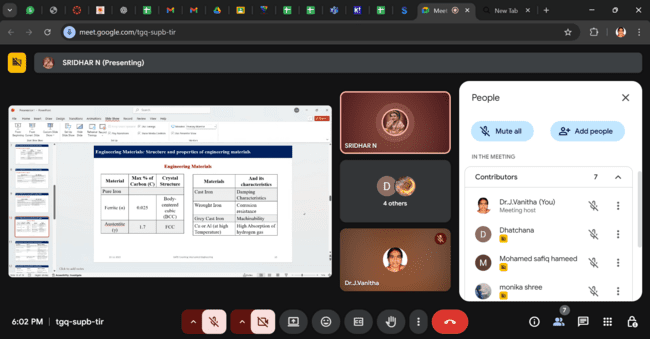 Meet
New Tab
meet.google.com/tgq-supb-tir
SRIDHAR N (Presenting)
Engineering Materials: Structure and properties of engineering materials
Engineering Materials
Material
May % of Carbon (C)
Crystal Structure
Pure Iron
Ferrite (α)
0.025
Body-centered cubic (BCC)
Austenite (γ)
1.7
FCC
Materials
And its characteristics
Cast Iron
Damping Characteristics
Wrought Iron
Corrosion
Grey Cast Iron
Machinability
Cu or Al (at high Temperature)
High Absorption of hydrogen gas
SRIDHAR N
D
4 others
Dr.J.Vanitha
People
Mute all
Add people
IN THE MEETING
Contributors
7
Dr.J.Vanitha (You)
Meeting host
D
Dhatchana
M
Mohamed safiq hameed
monika shree
6:02 PM
tgq-supb-tir
7